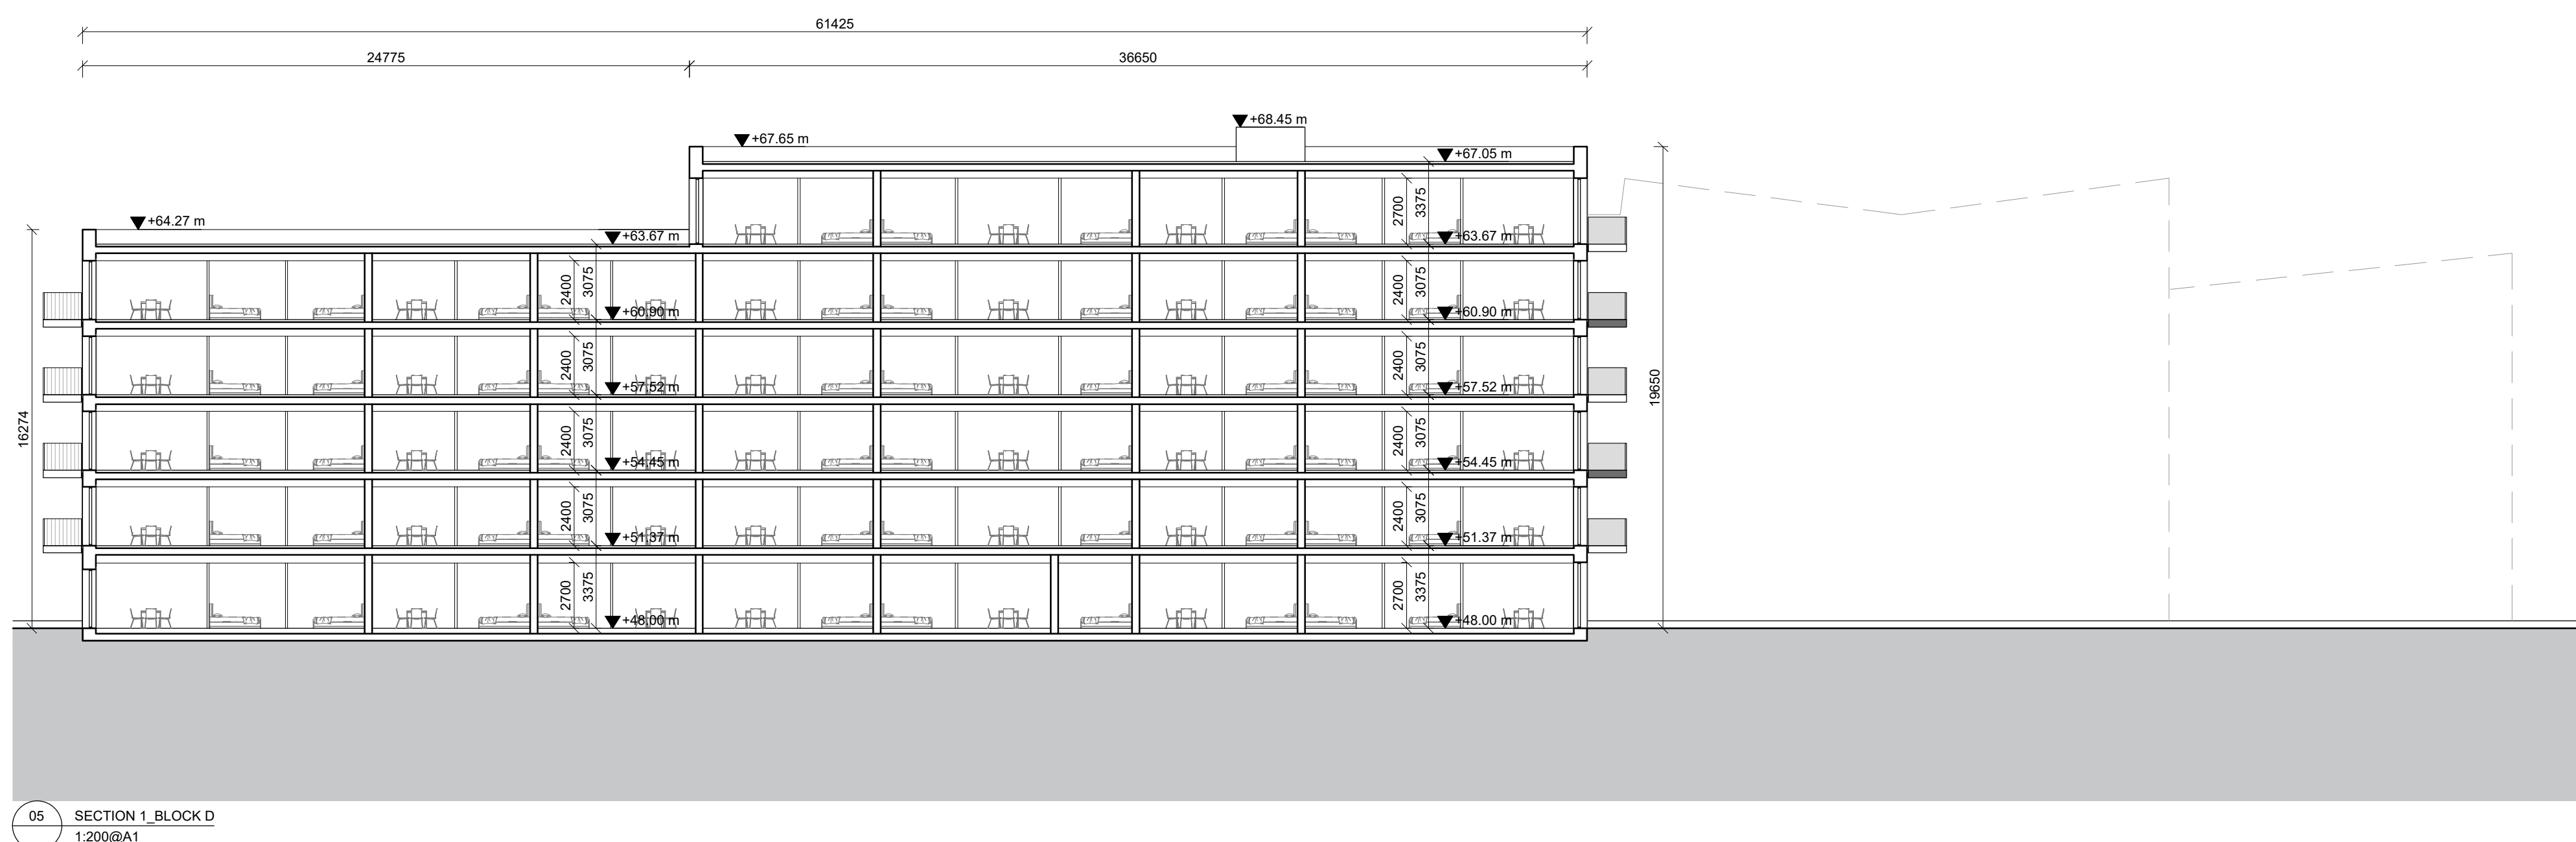 61425
24775 36650
+68.45 m
+67.65 m
+67.05 m
2700 3375
+64.27 m
+63.67 m +63.67 m
2400 3075 2400 3075
+60.90 m +60.90 m
2400 3075 2400 3075
+57.52 m +57.52 m
16274 19650
2400 3075 2400 3075
+54.45 m +54.45 m
2400 3075 2400 3075
+51.37 m +51.37 m
2700 3375 2700 3375
+48.00 m +48.00 m
05 SECTION 1_BLOCK D
1:200@A1